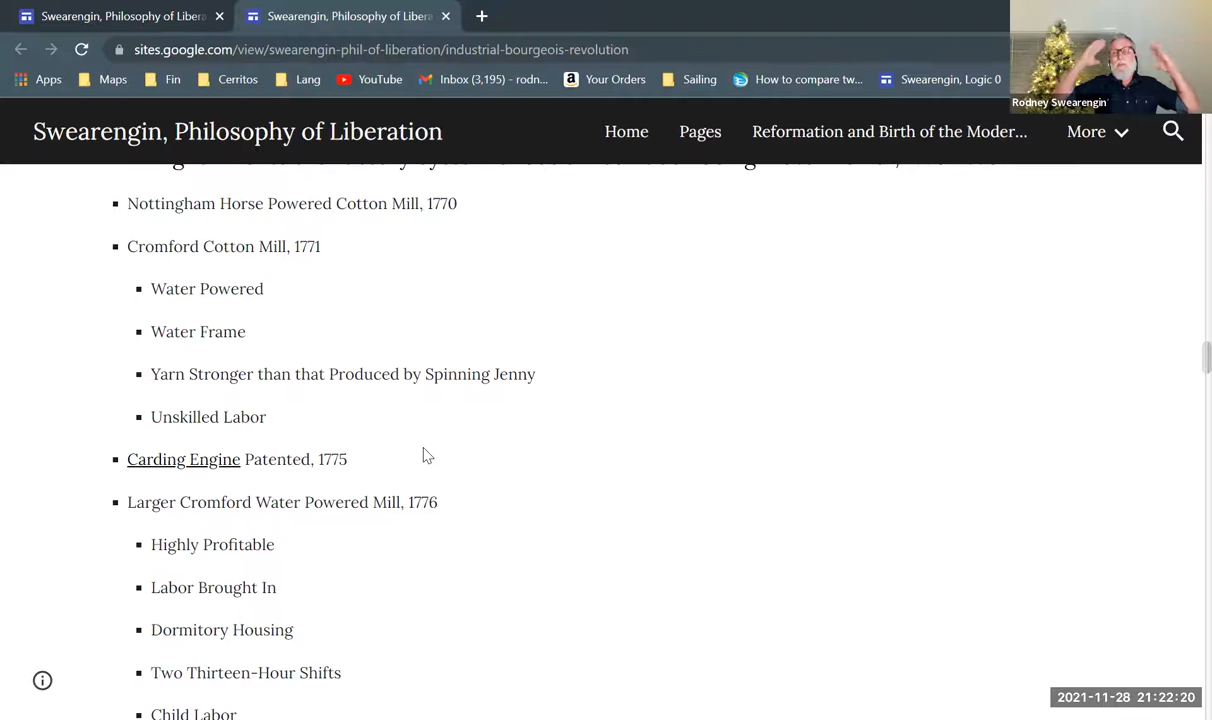 Swearengin, Philosophy of Libera
Swearengin, Philosophy of Libera
sites.google.com/view/swearengin-phil-of-liberation/industrial-bourgeois-revolution
Apps Maps Fin Cerritos Lang YouTube Inbox (3,195) - rodn... Your Orders Sailing How to compare tw... Swearengin, Logic 0
Rodney Swearengin
Swearengin, Philosophy of Liberation
Home Pages Reformation and Birth of the Moder... More
Nottingham Horse Powered Cotton Mill, 1770
Cromford Cotton Mill, 1771
Water Powered
Water Frame
Yarn Stronger than that Produced by Spinning Jenny
Unskilled Labor
Carding Engine Patented, 1775
Larger Cromford Water Powered Mill, 1776
Highly Profitable
Labor Brought In
Dormitory Housing
Two Thirteen-Hour Shifts
Child Labor
2021-11-28 21:22:20